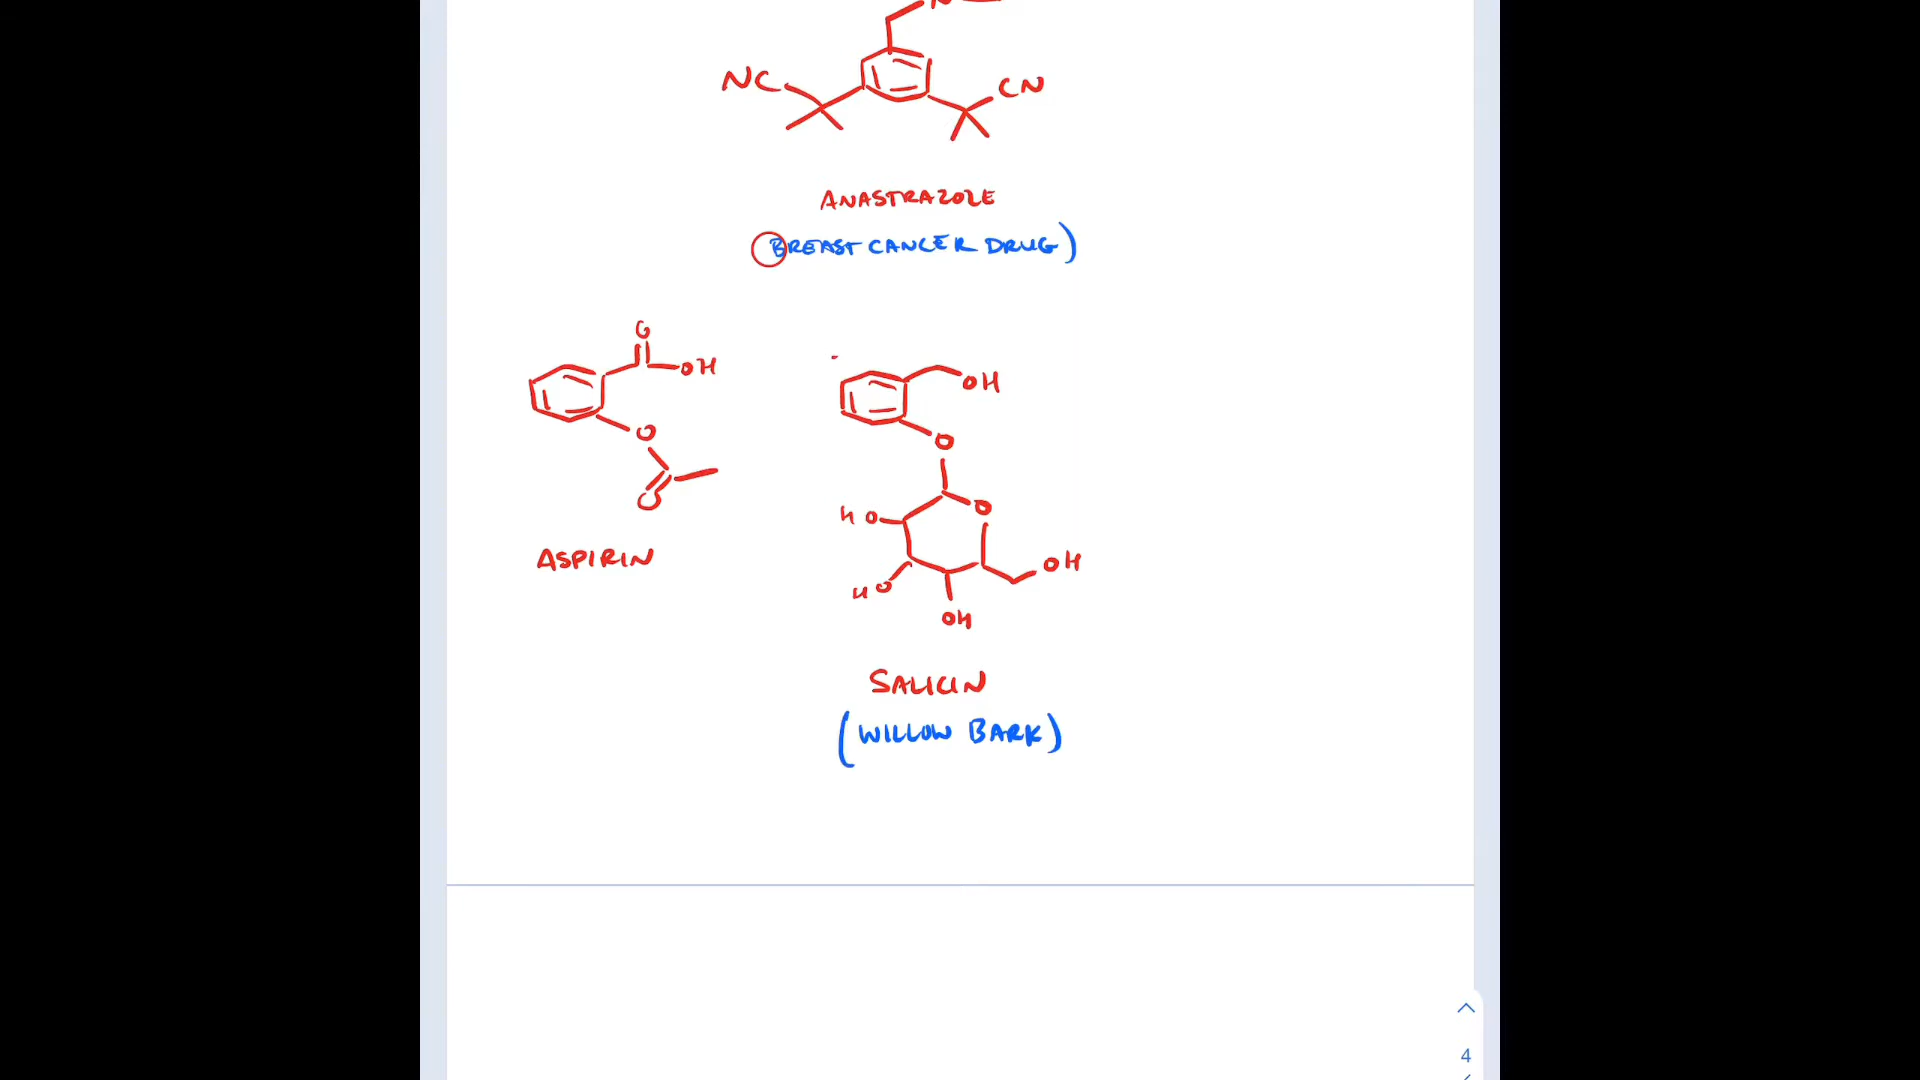 N
NC
CN
ANASTRAZOLE
BREAST CANCER DRUG)
O
OH
O
O
ASPIRIN
OH
O
O
HO
HO
OH
OH
SALICIN
(WILLOW BARK)
4